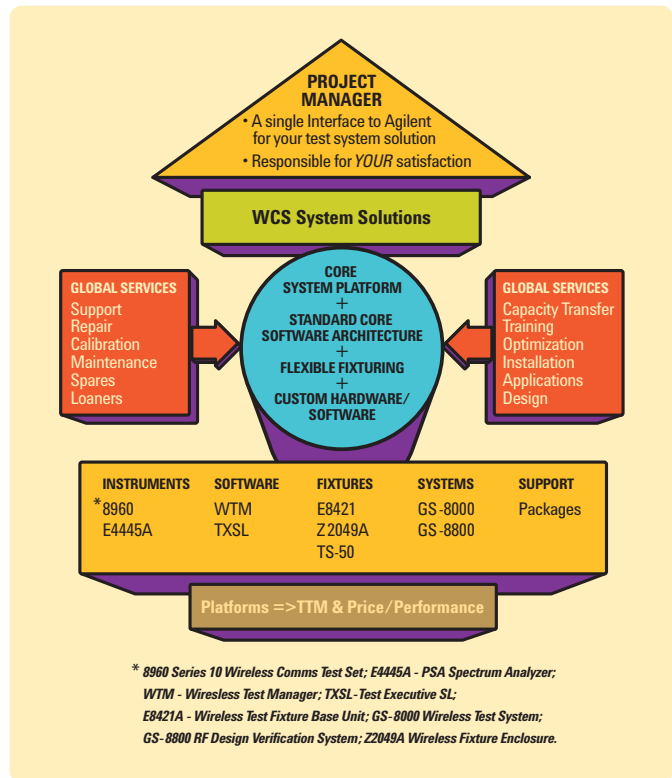 PROJECT
MANAGER
• A single Interface to Agilent
for your test system solution
• Responsible for YOUR satisfaction
WCS System Solutions
GLOBAL SERVICES
Support
Repair
Calibration
Maintenance
Spares
Loaners
CORE
SYSTEM PLATFORM
+
STANDARD CORE
SOFTWARE ARCHITECTURE
+
FLEXIBLE FIXTURING
+
CUSTOM HARDWARE/
SOFTWARE
GLOBAL SERVICES
Capacity Transfer
Training
Optimization
Installation
Applications
Design
INSTRUMENTS SOFTWARE FIXTURES SYSTEMS SUPPORT
*8960 WTM E8421 GS-8000 Packages
E4445A TXSL Z2049A GS-8800
TS-50
Platforms =>TTM & Price/Performance
* 8960 Series 10 Wireless Comms Test Set; E4445A - PSA Spectrum Analyzer;
WTM - Wiresless Test Manager; TXSL-Test Executive SL;
E8421A - Wireless Test Fixture Base Unit; GS-8000 Wireless Test System;
GS-8800 RF Design Verification System; Z2049A Wireless Fixture Enclosure.